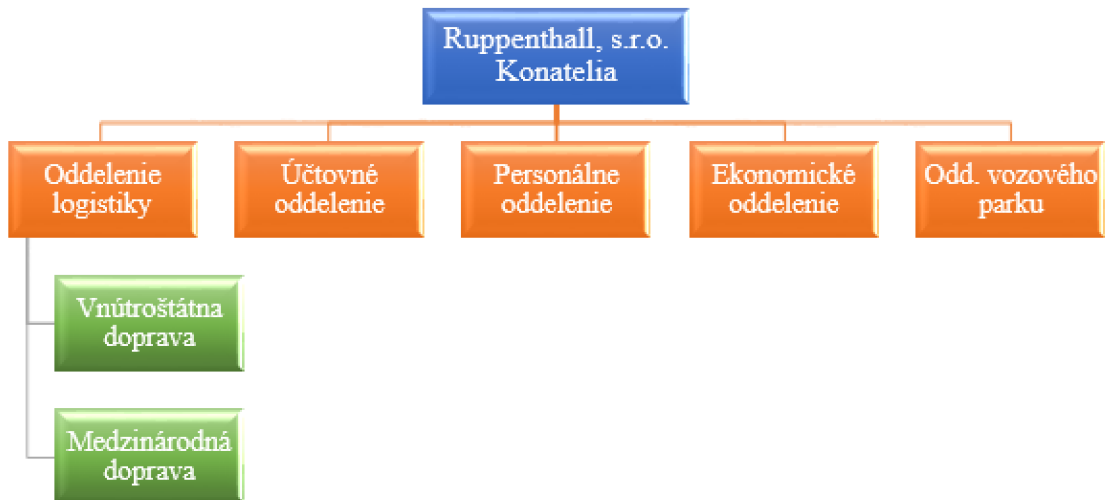 Ruppenthall, s.r.o.
Konatelia
Oddelenie
logistiky
Účtovné
oddelenie
Personálne
oddelenie
Ekonomické
oddelenie
Odd. vozového
parku
Vnútroštátna
doprava
Medzinárodná
doprava